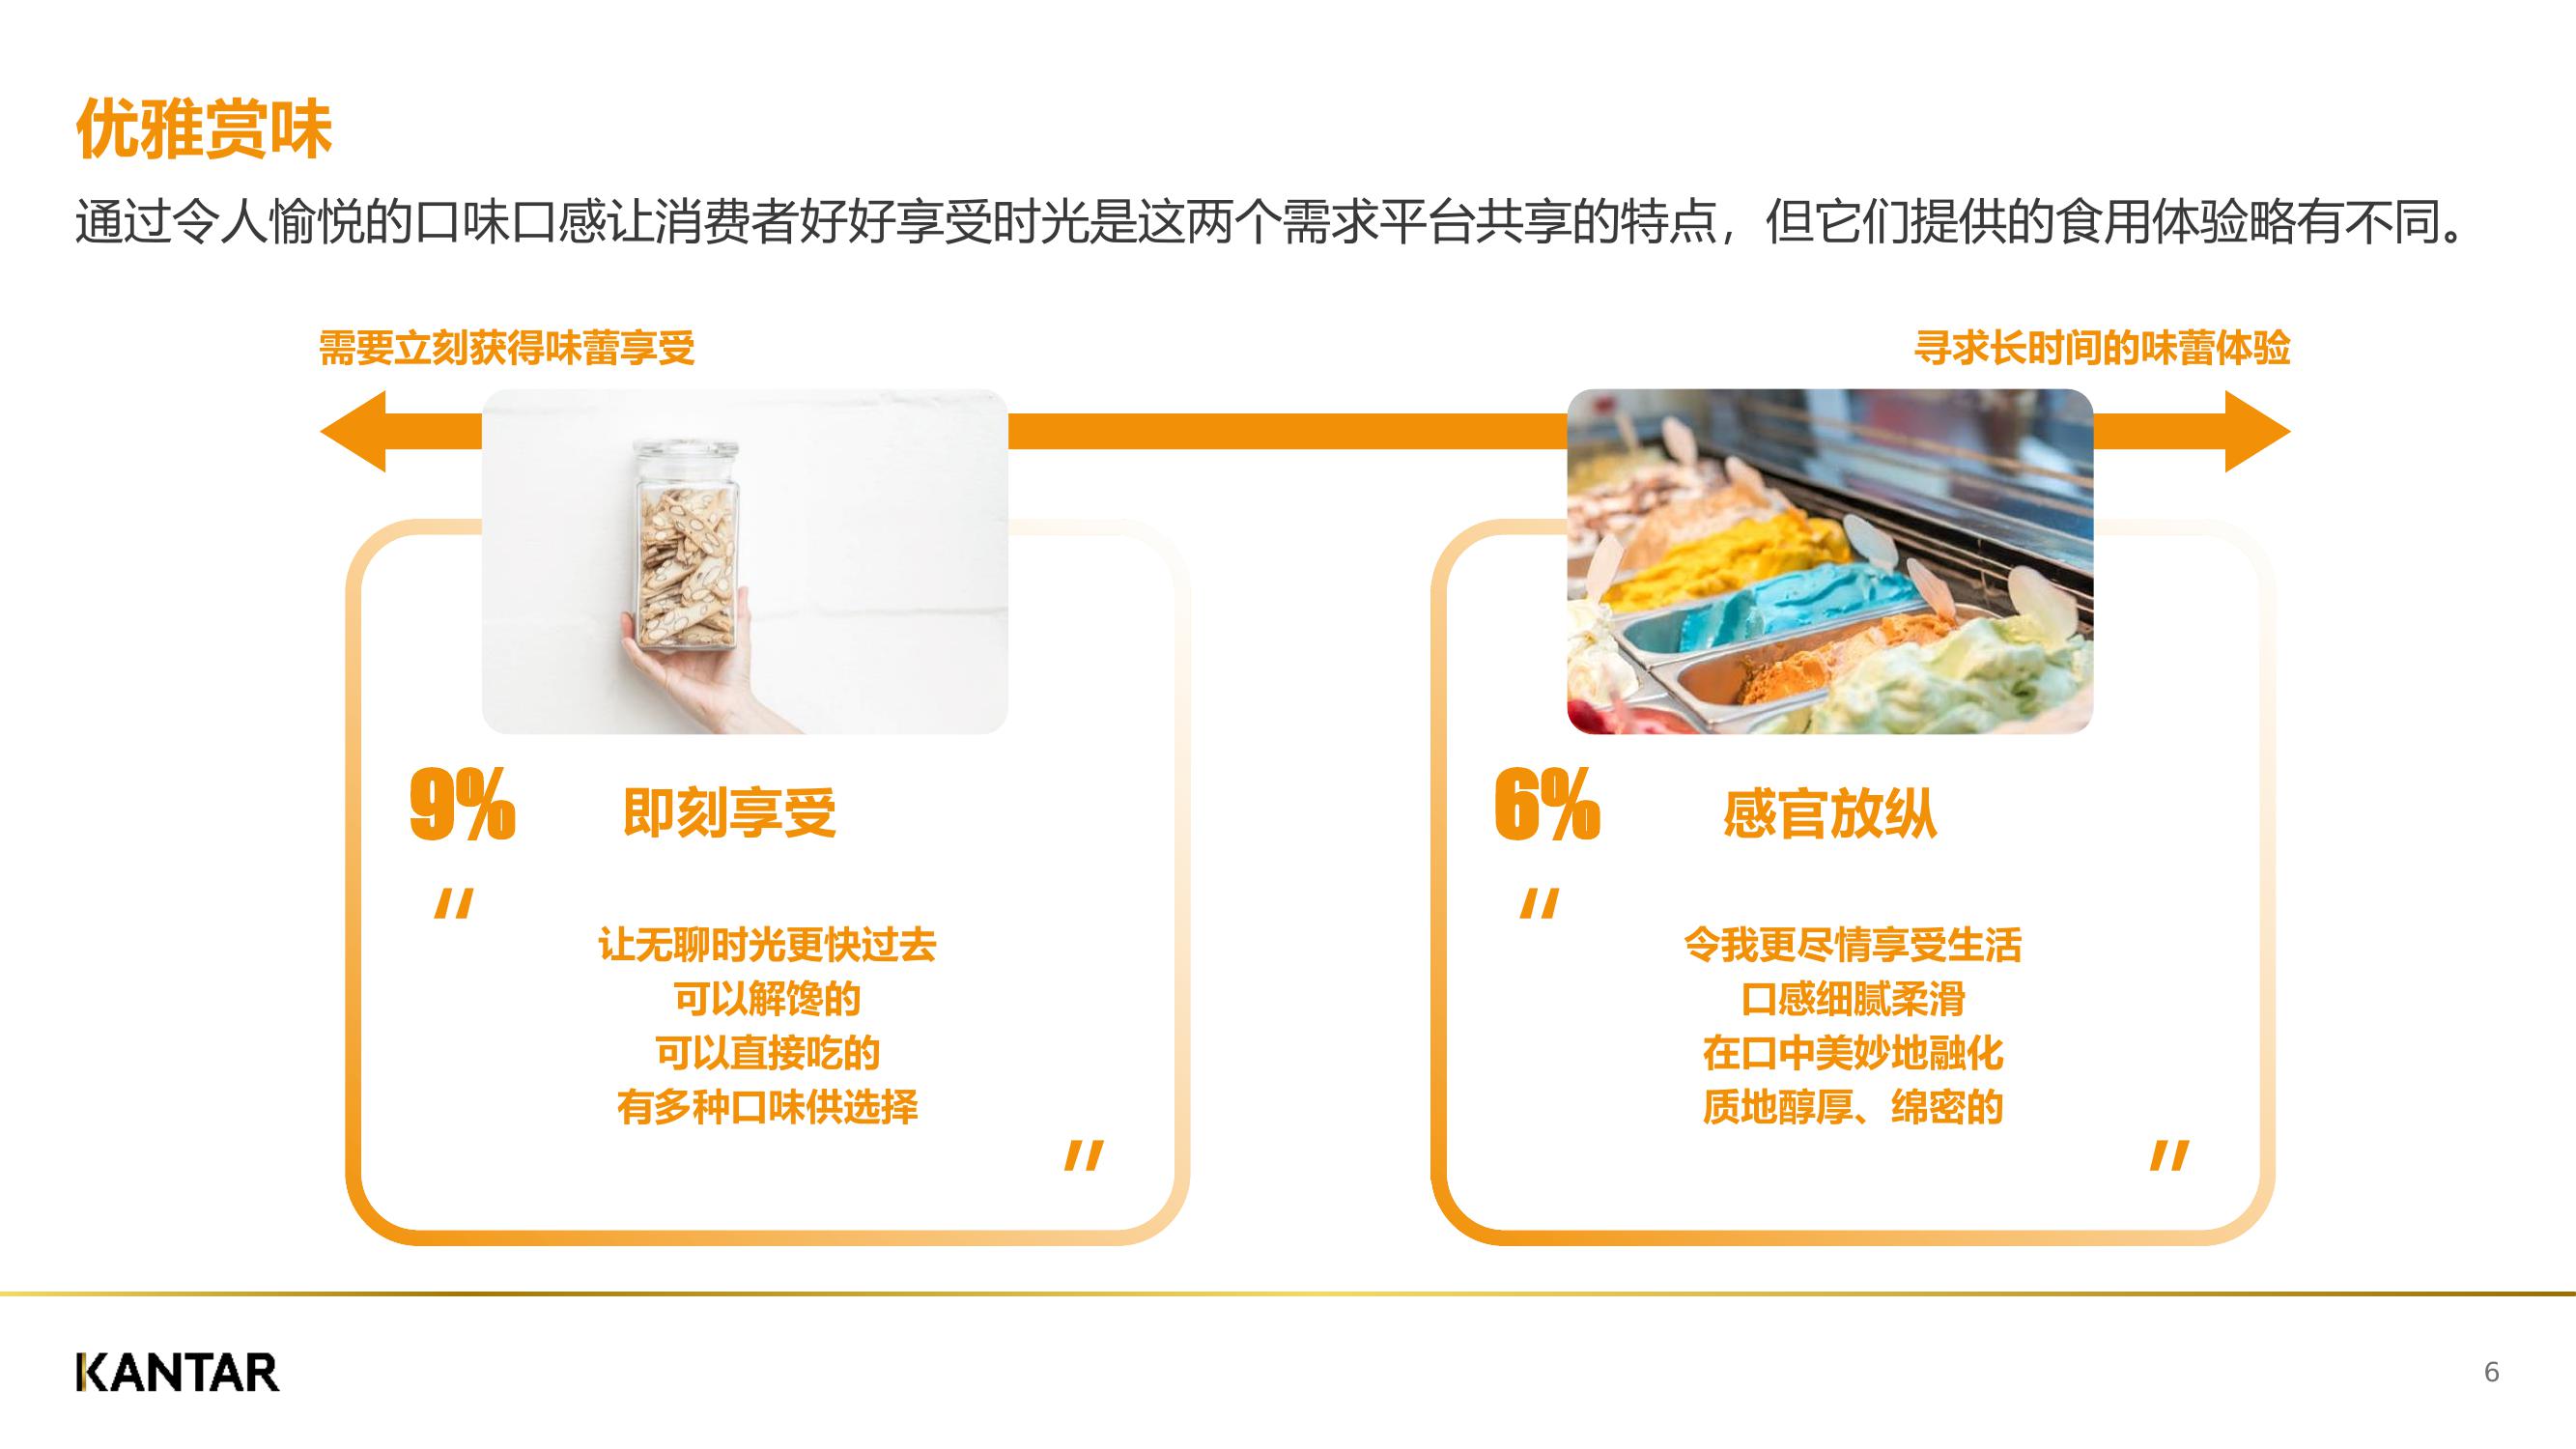 优雅赏味
通过令人愉悦的口味口感让消费者好好享受时光是这两个需求平台共享的特点，但它们提供的食用体验略有不同。
需要立刻获得味蕾享受
寻求长时间的味蕾体验
9%
即刻享受
"
让无聊时光更快过去
可以解馋的
可以直接吃的
有多种口味供选择
"
6%
感官放纵
"
令我更尽情享受生活
口感细腻柔滑
在口中美妙地融化
质地醇厚、绵密的
"
KANTAR
6